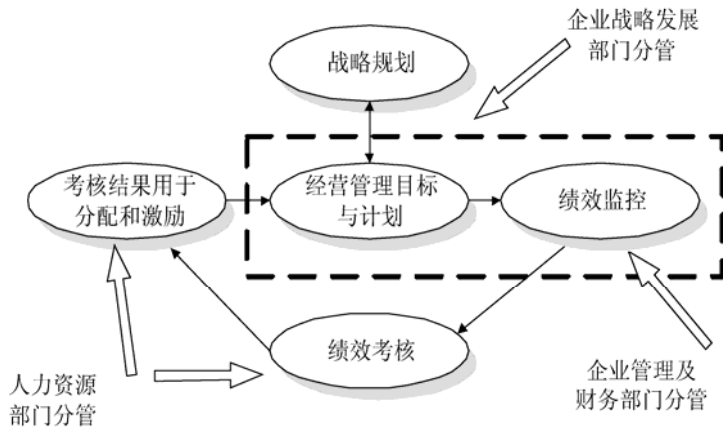 企业战略发展
部门分管
战略规划
考核结果用于
分配和激励
经营管理目标
与计划
绩效监控
绩效考核
人力资源
部门分管
企业管理及
财务部门分管